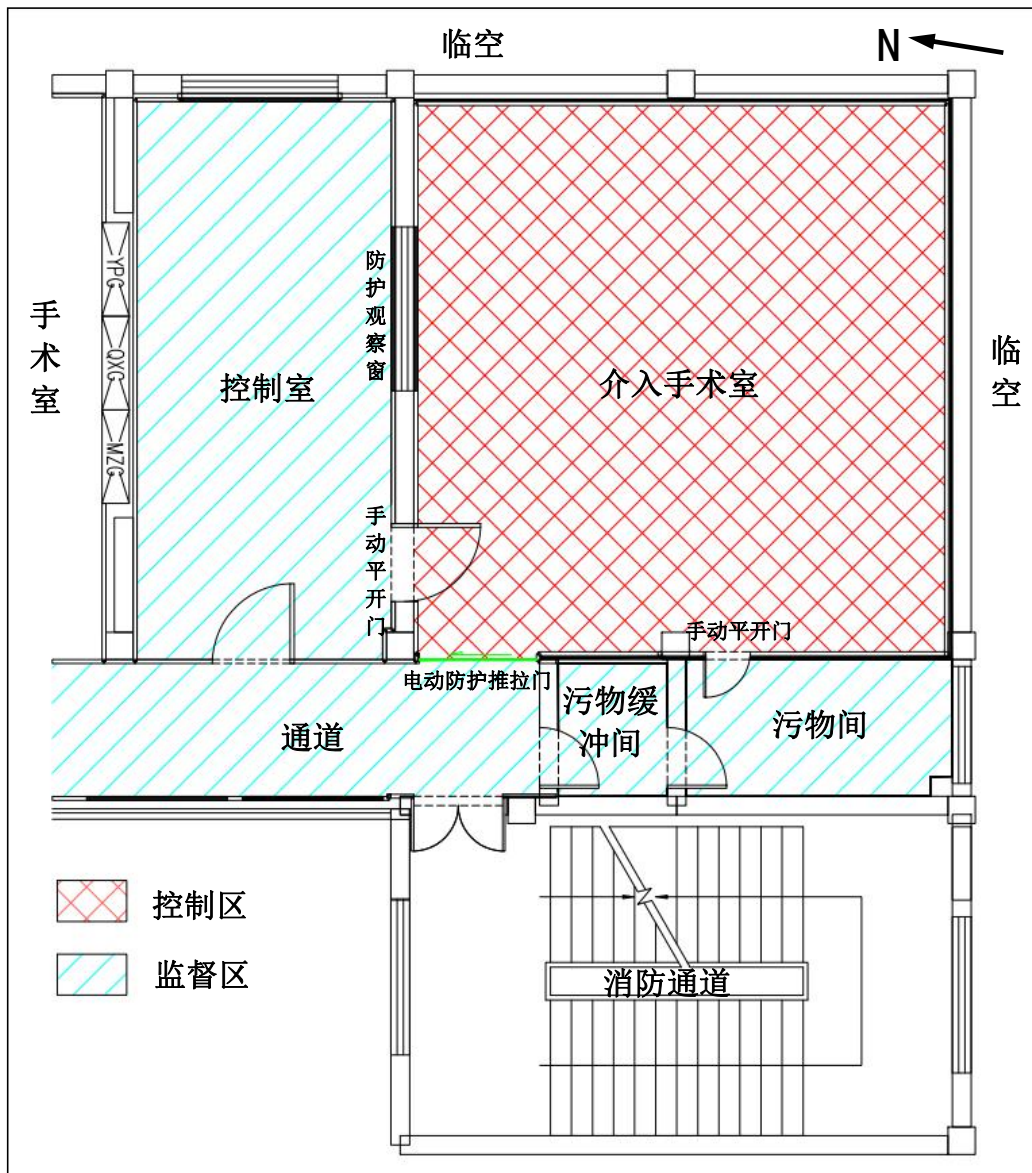 临空
N
手术室
YPG
QXG
MZG
控制室
防护观察窗
介入手术室
临空
手动平开门
手动平开门
电动防护推拉门
通道
污物缓
冲间
污物间
控制区
监督区
消防通道